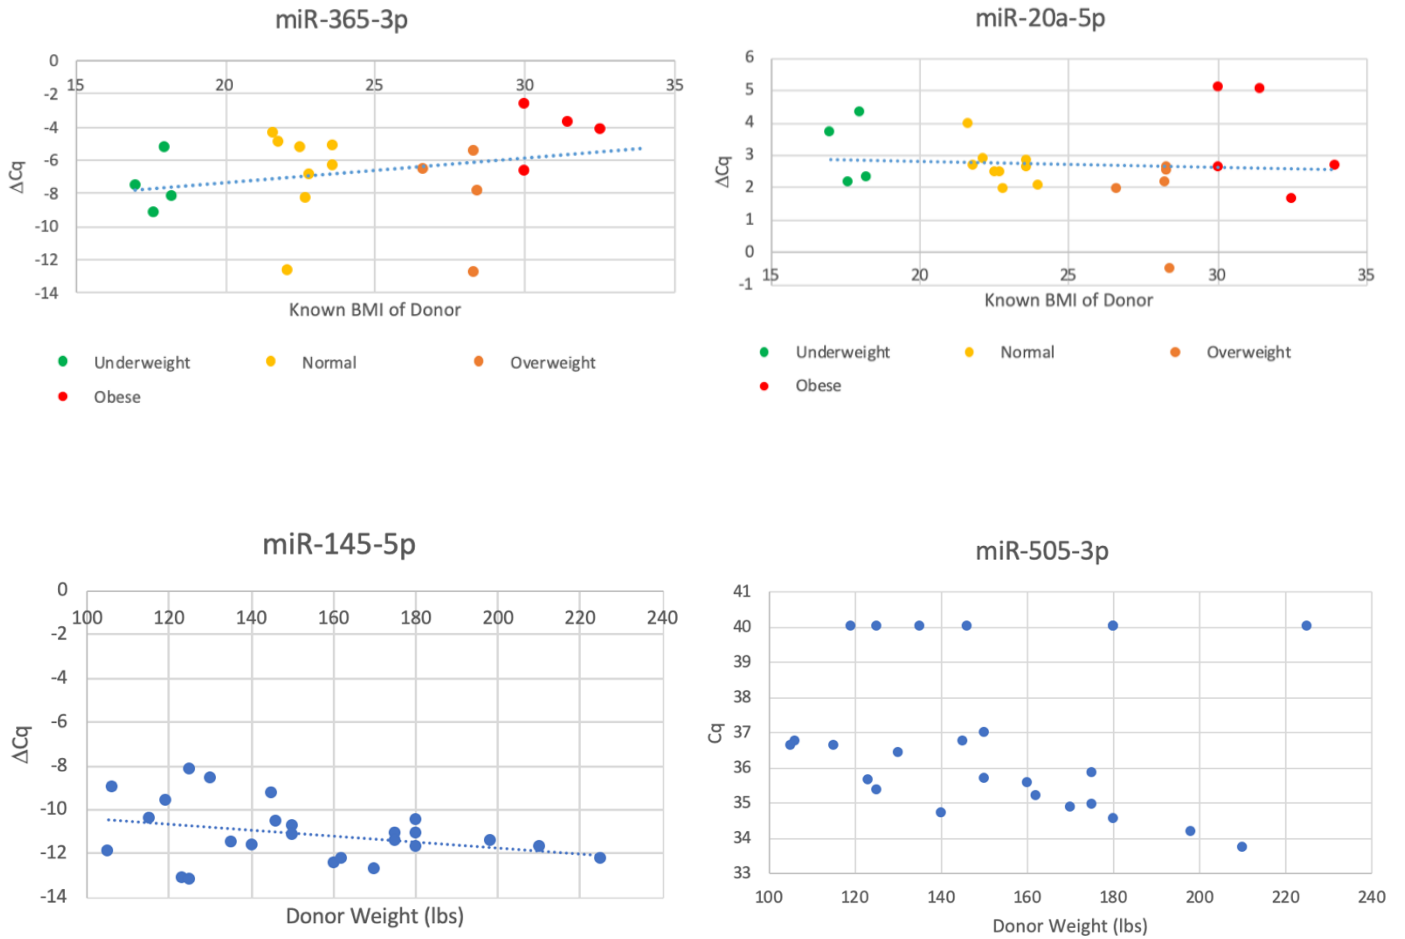 miR-365-3p
0
15 20 25 30 35
-2
-4
-6
-8
-10
-12
-14
ΔCq
Known BMI of Donor
Underweight Normal Overweight
Obese
miR-20a-5p
6
5
4
3
2
1
0
15 20 25 30 35
-1
ΔCq
Known BMI of Donor
Underweight Normal Overweight
Obese
miR-145-5p
0
100 120 140 160 180 200 220 240
-2
-4
-6
-8
-10
-12
-14
ΔCq
Donor Weight (lbs)
miR-505-3p
41
40
39
38
37
36
35
34
33
Cq
100 120 140 160 180 200 220 240
Donor Weight (lbs)